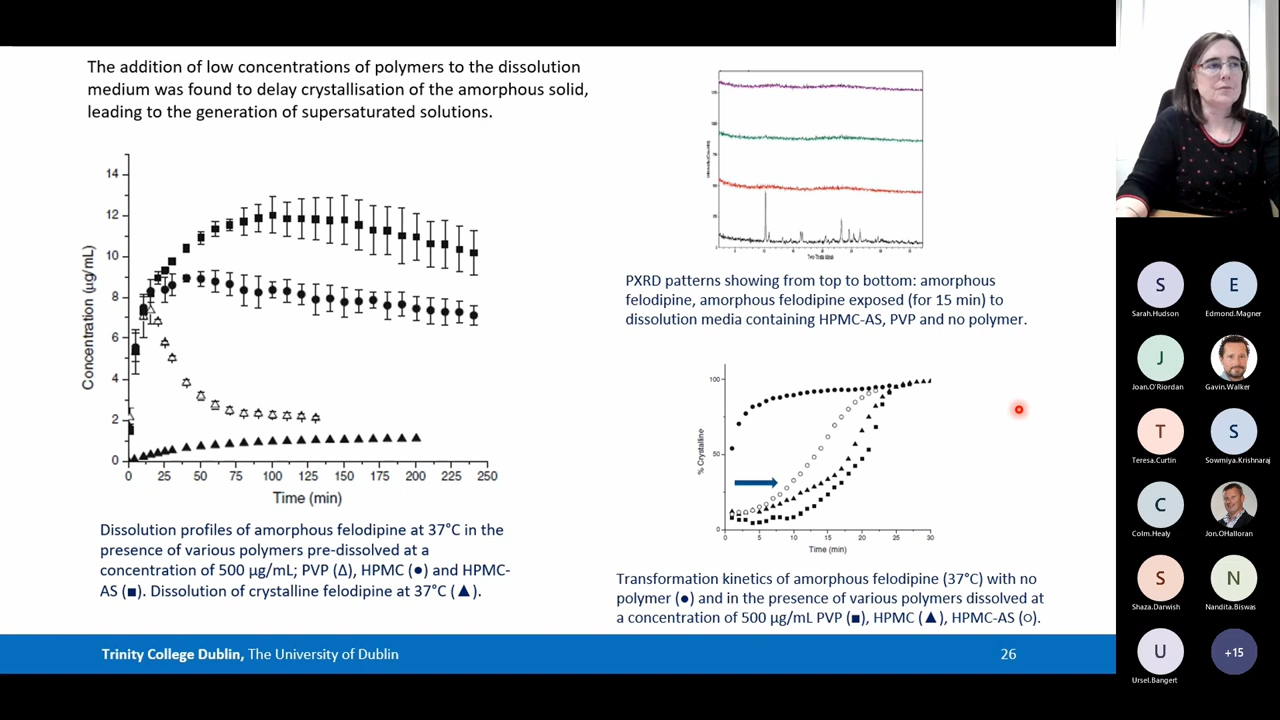 The addition of low concentrations of polymers to the dissolution
medium was found to delay crystallisation of the amorphous solid,
leading to the generation of supersaturated solutions.
14
12
10
8
6
4
2
0
Concentration (µg/mL)
0 25 50 75 100 125 150 175 200 225 250
Time (min)
Dissolution profiles of amorphous felodipine at 37°C in the
presence of various polymers pre-dissolved at a
concentration of 500 µg/mL; PVP (Δ), HPMC (●) and HPMC-
AS (■). Dissolution of crystalline felodipine at 37°C (▲).
PXRD patterns showing from top to bottom: amorphous
felodipine, amorphous felodipine exposed (for 15 min) to
dissolution media containing HPMC-AS, PVP and no polymer.
100
50
0
% Crystalline
0 5 10 15 20 25 30
Time (min)
Transformation kinetics of amorphous felodipine (37°C) with no
polymer (●) and in the presence of various polymers dissolved at
a concentration of 500 µg/mL PVP (■), HPMC (▲), HPMC-AS (○).
Trinity College Dublin, The University of Dublin
26
S
Sarah.Hudson
E
Edmond.Magner
J
Joan.O'Riordan
Gavin.Walker
T
Teresa.Curtin
S
Sowmiya.Krishnaraj
C
Colm.Healy
Jon.OHalloran
S
Shaza.Darwish
N
Nandita.Biswas
U
Ursel.Bangert
+15